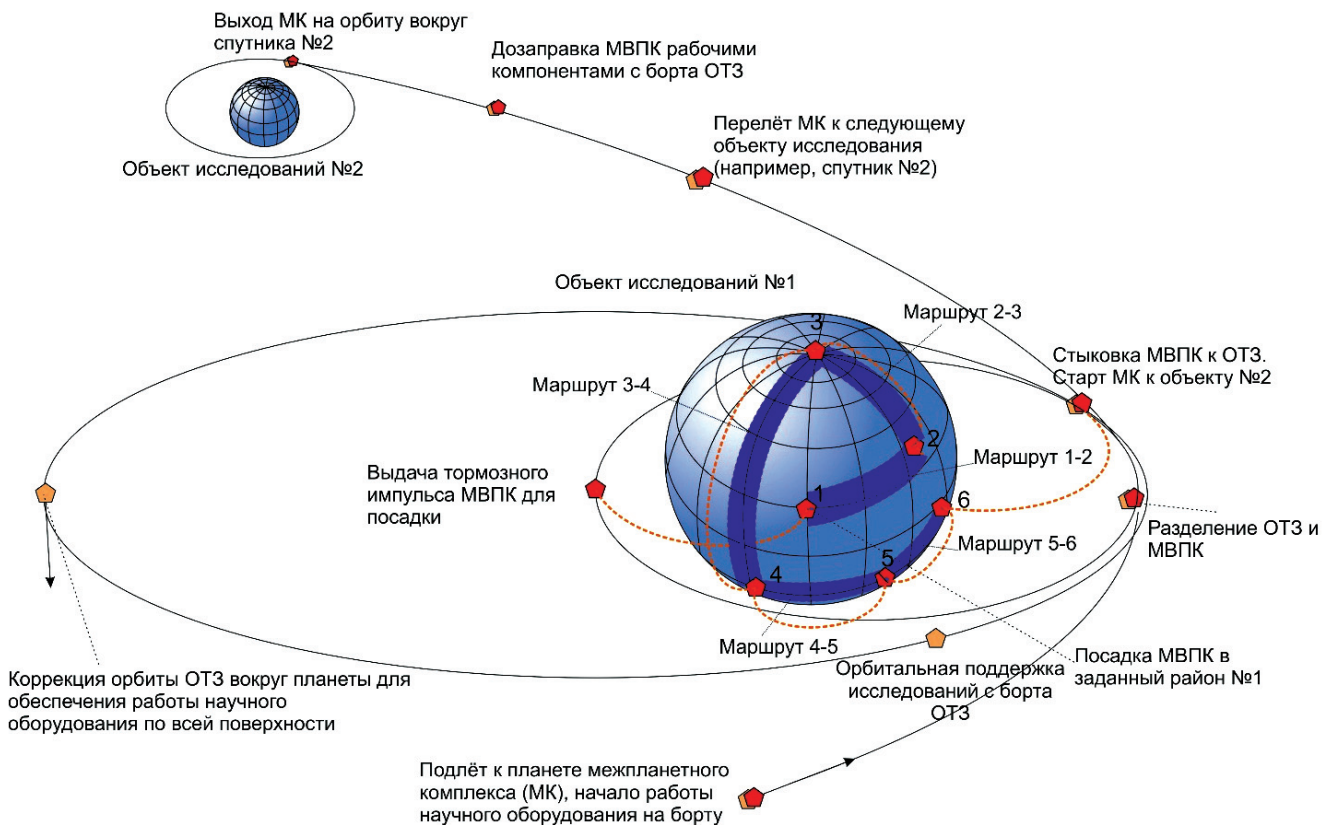 Выход МК на орбиту вокруг
спутника №2
Дозаправка МВПК рабочими
компонентами с борта ОТЗ
Перелёт МК к следующему
объекту исследования
(например, спутник №2)
Объект исследований №2
Объект исследований №1
Маршрут 2-3
3
Стыковка МВПК к ОТЗ.
Старт МК к объекту №2
Маршрут 3-4
2
Выдача тормозного
импульса МВПК для
посадки
Маршрут 1-2
1
6
Разделение ОТЗ и
МВПК
Маршрут 5-6
5
4
Маршрут 4-5
Коррекция орбиты ОТЗ вокруг планеты для
обеспечения работы научного
оборудования по всей поверхности
Орбитальная поддержка
исследований с борта
ОТЗ
Посадка МВПК в
заданный район №1
Подлёт к планете межпланетного
комплекса (МК), начало работы
научного оборудования на борту